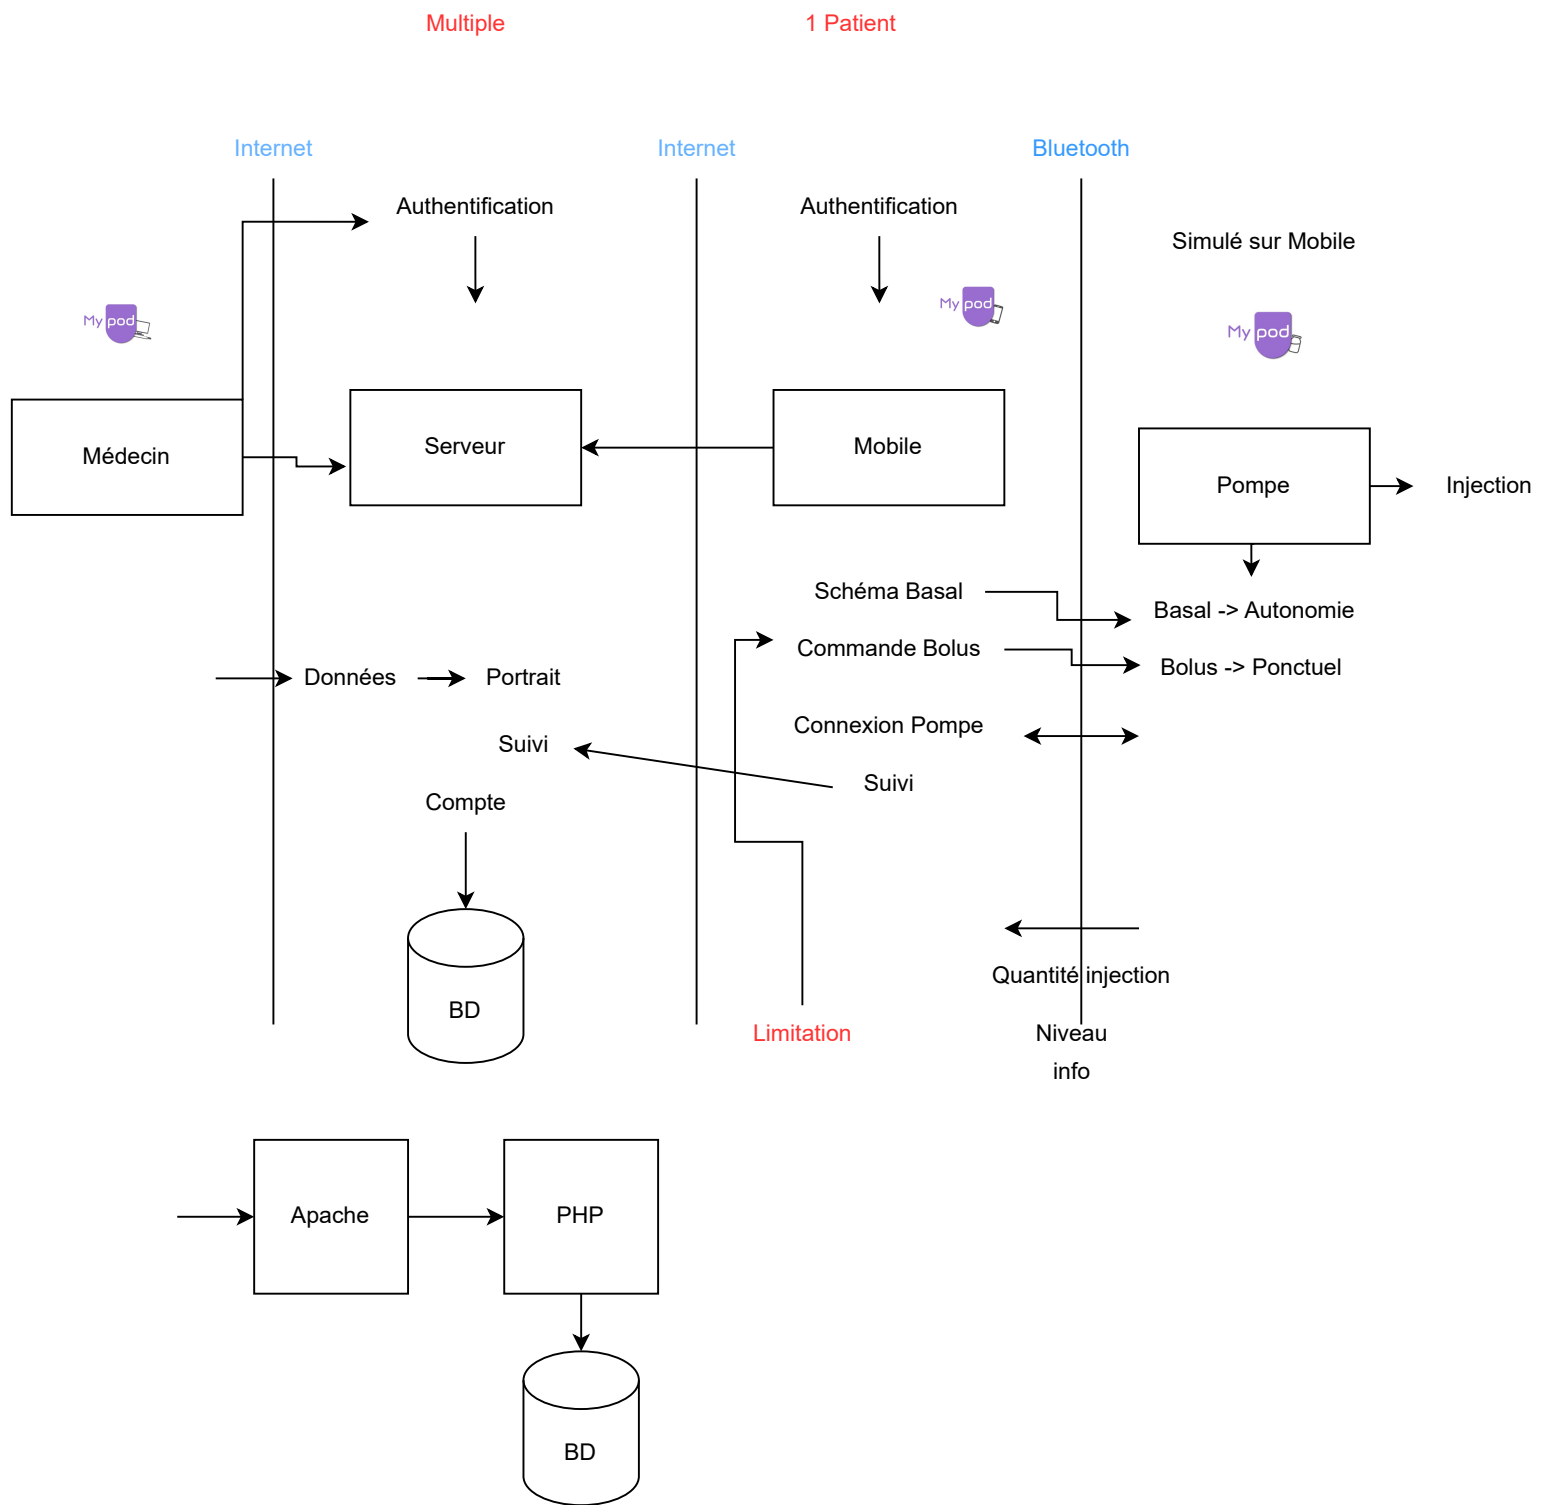 Multiple
1 Patient
Internet
Internet
Bluetooth
Authentification
Authentification
Simulé sur Mobile
My pod
My pod
My pod
Médecin
Serveur
Mobile
Pompe
Injection
Schéma Basal
Basal -> Autonomie
Commande Bolus
Bolus -> Ponctuel
Données
Portrait
Connexion Pompe
Suivi
Suivi
Compte
Quantité injection
BD
Limitation
Niveau
info
Apache
PHP
BD